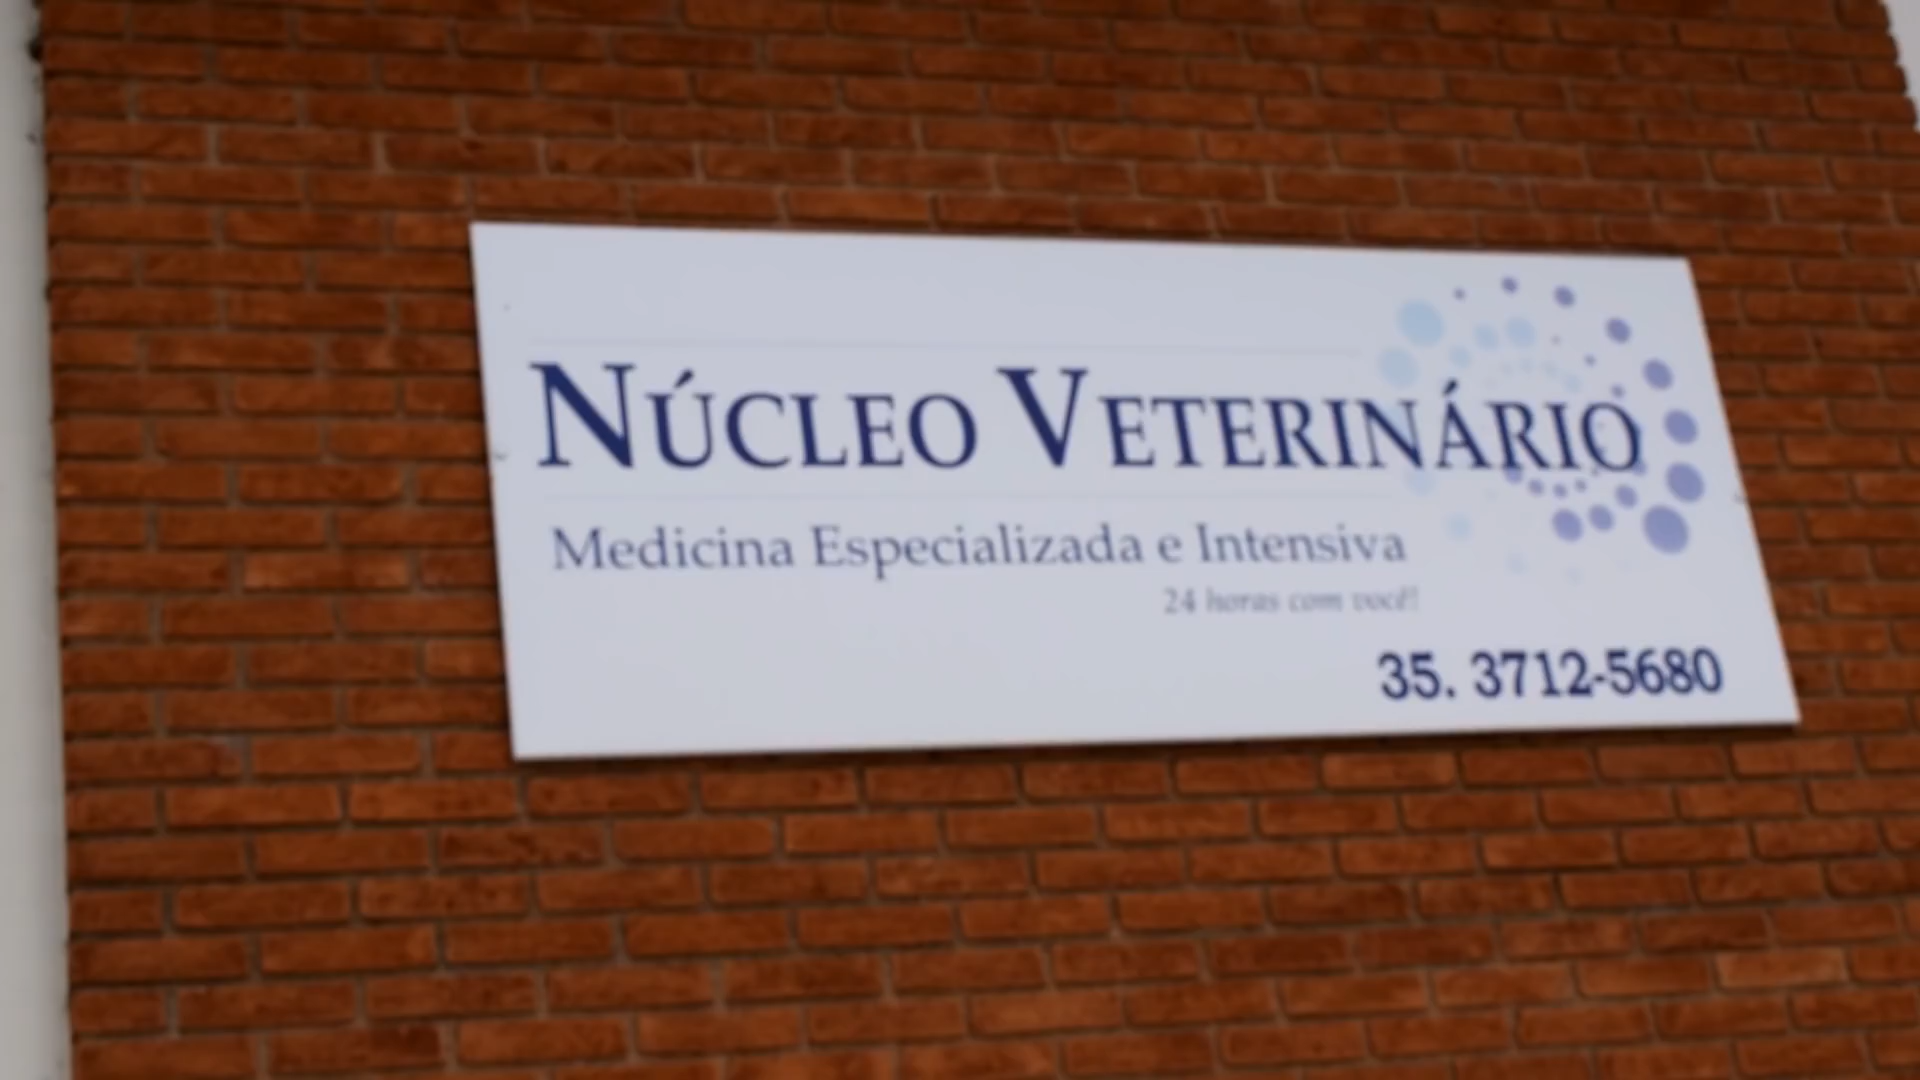 NÚCLEO VETERINÁRIO
Medicina Especializada e Intensiva
24 horas com você!
35. 3712-5680